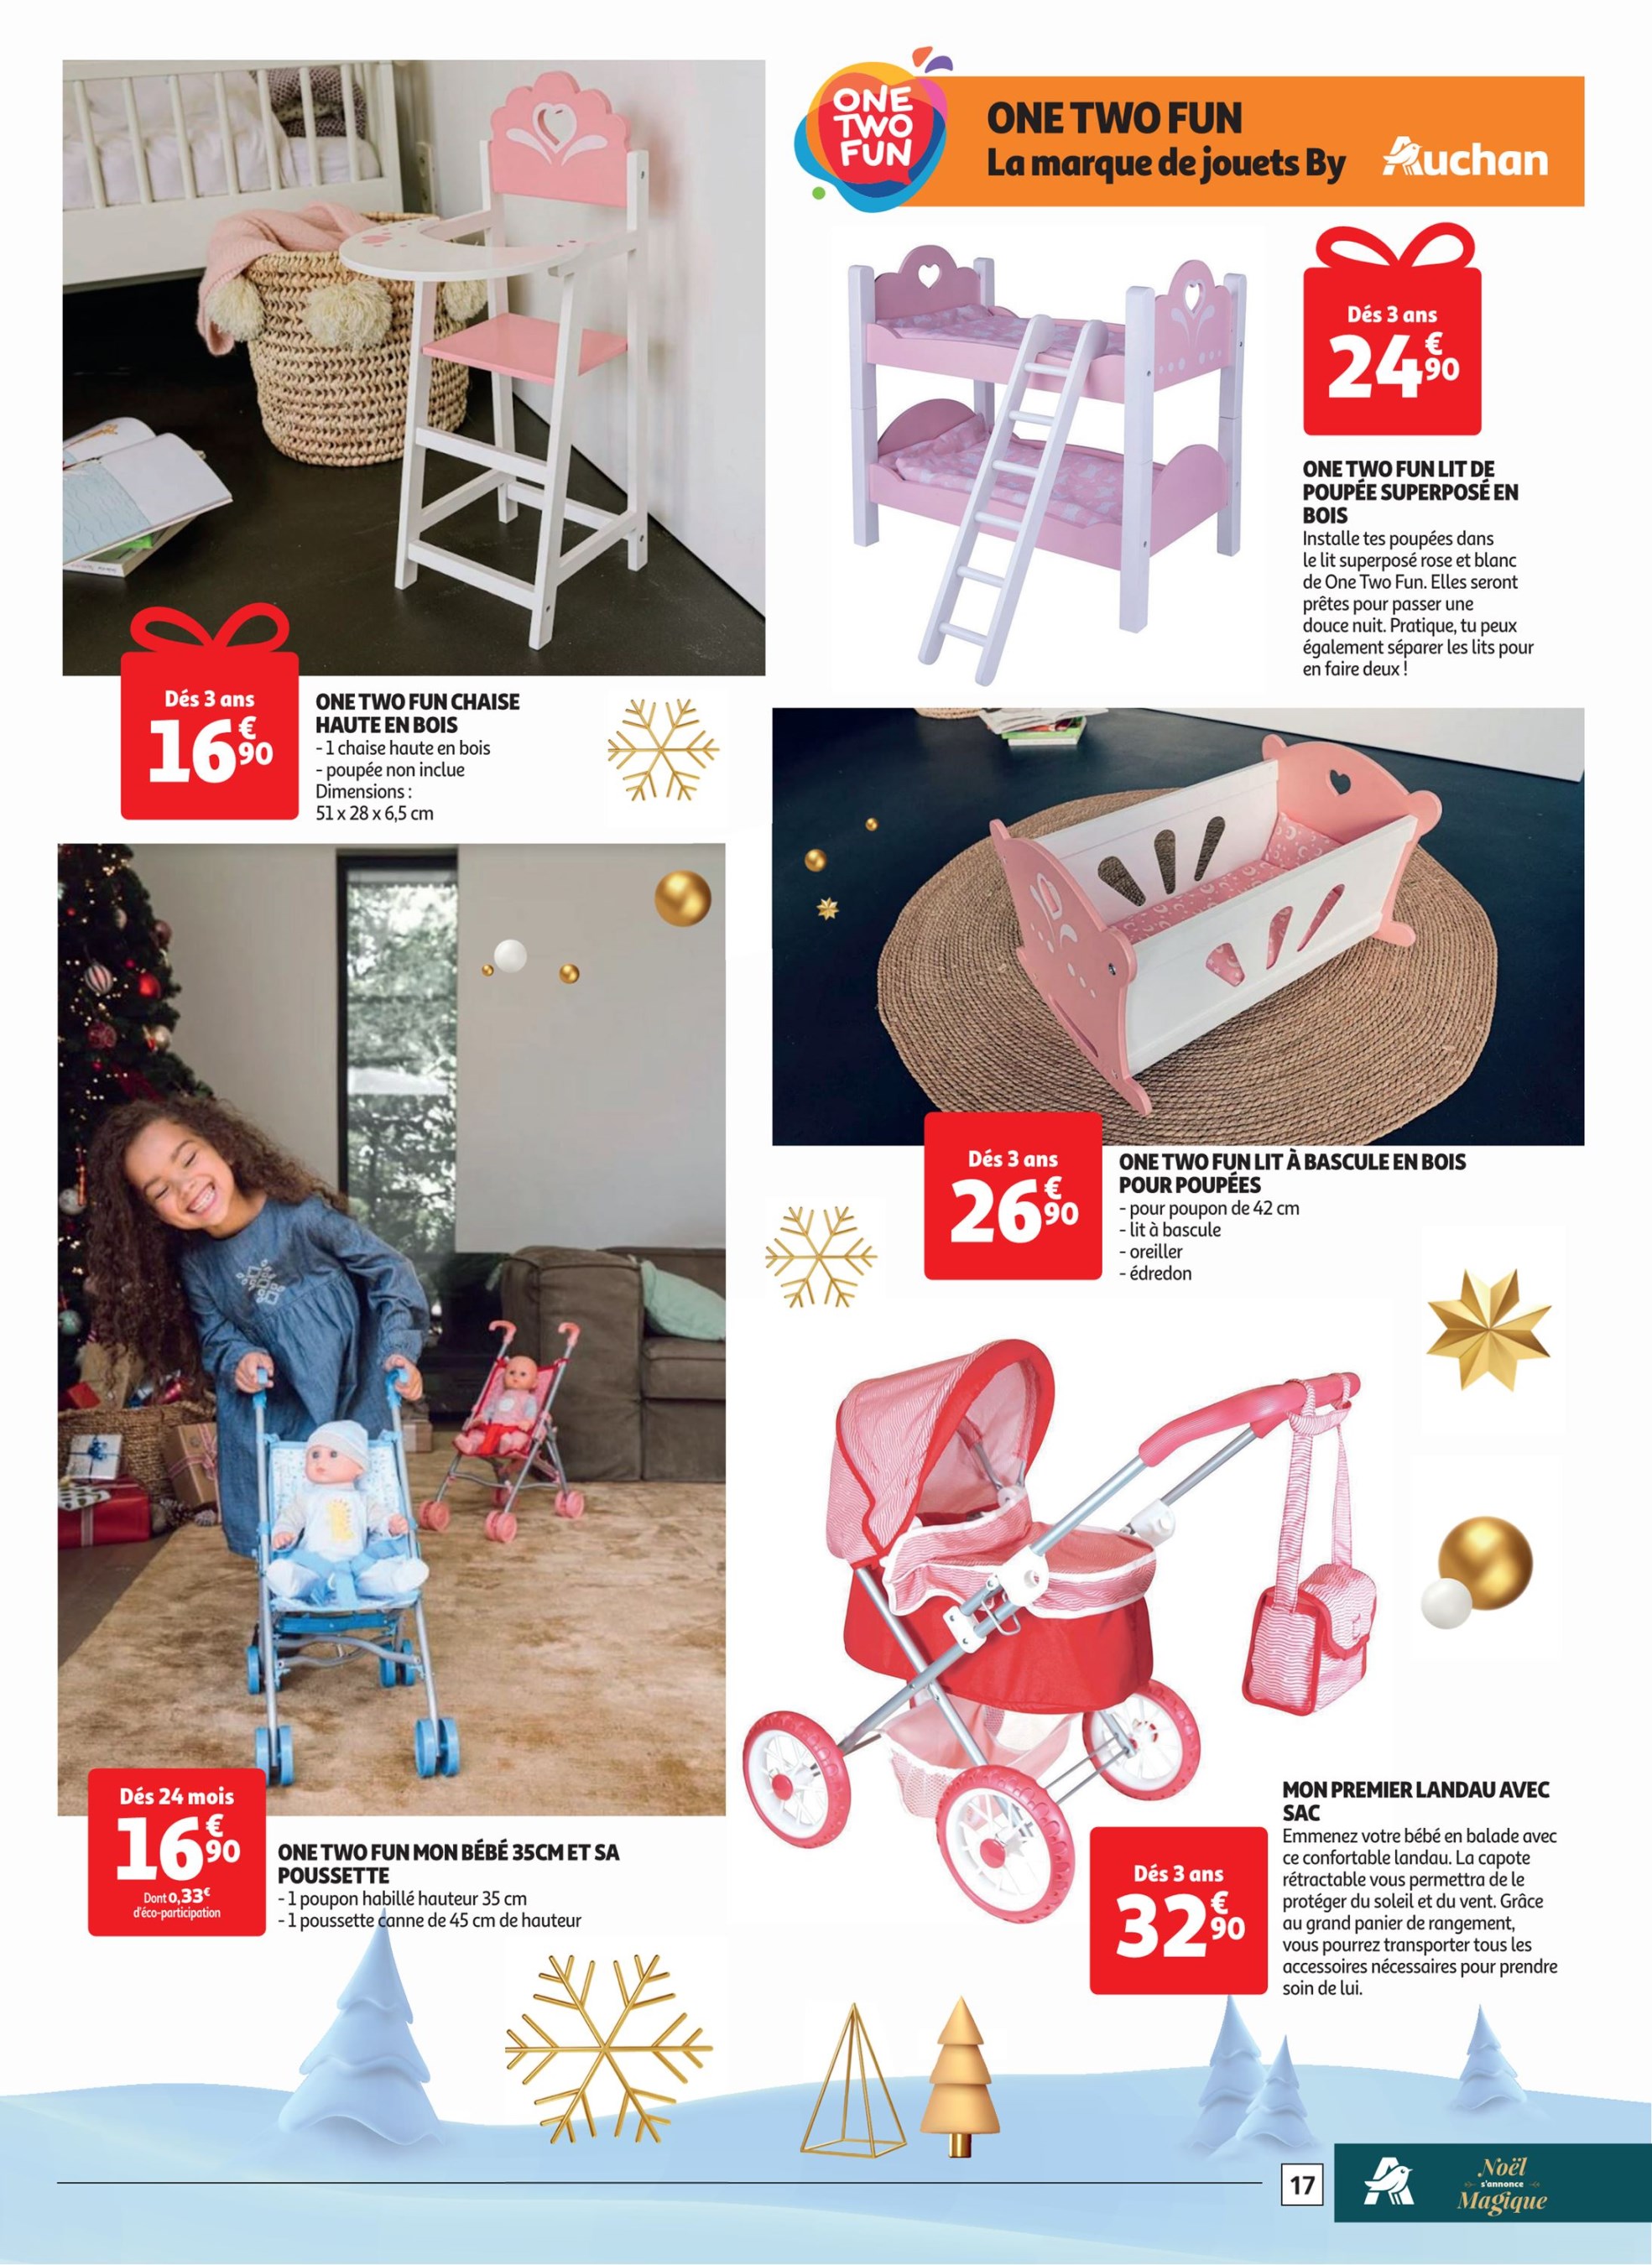 ONE
TWO
FUN
ONE TWO FUN
La marque de jouets By Auchan
Dés 3 ans
24€90
ONE TWO FUN LIT DE
POUPÉE SUPERPOSÉ EN
BOIS
Installe tes poupées dans
le lit superposé rose et blanc
de One Two Fun. Elles seront
prêtes pour passer une
douce nuit. Pratique, tu peux
également séparer les lits pour
en faire deux !
Dés 3 ans
16€90
ONE TWO FUN CHAISE
HAUTE EN BOIS
- 1 chaise haute en bois
- poupée non inclue
Dimensions :
51 x 28 x 6,5 cm
Dés 3 ans
26€90
ONE TWO FUN LIT À BASCULE EN BOIS
POUR POUPÉES
- pour poupon de 42 cm
- lit à bascule
- oreiller
- édredon
Dés 24 mois
16€90
Dont 0,33€
d'éco-participation
ONE TWO FUN MON BÉBÉ 35CM ET SA
POUSSETTE
- 1 poupon habillé hauteur 35 cm
- 1 poussette canne de 45 cm de hauteur
Dés 3 ans
32€90
MON PREMIER LANDAU AVEC
SAC
Emmenez votre bébé en balade avec
ce confortable landau. La capote
rétractable vous permettra de le
protéger du soleil et du vent. Grâce
au grand panier de rangement,
vous pourrez transporter tous les
accessoires nécessaires pour prendre
soin de lui.
17
Noël
s'annonce
Magique